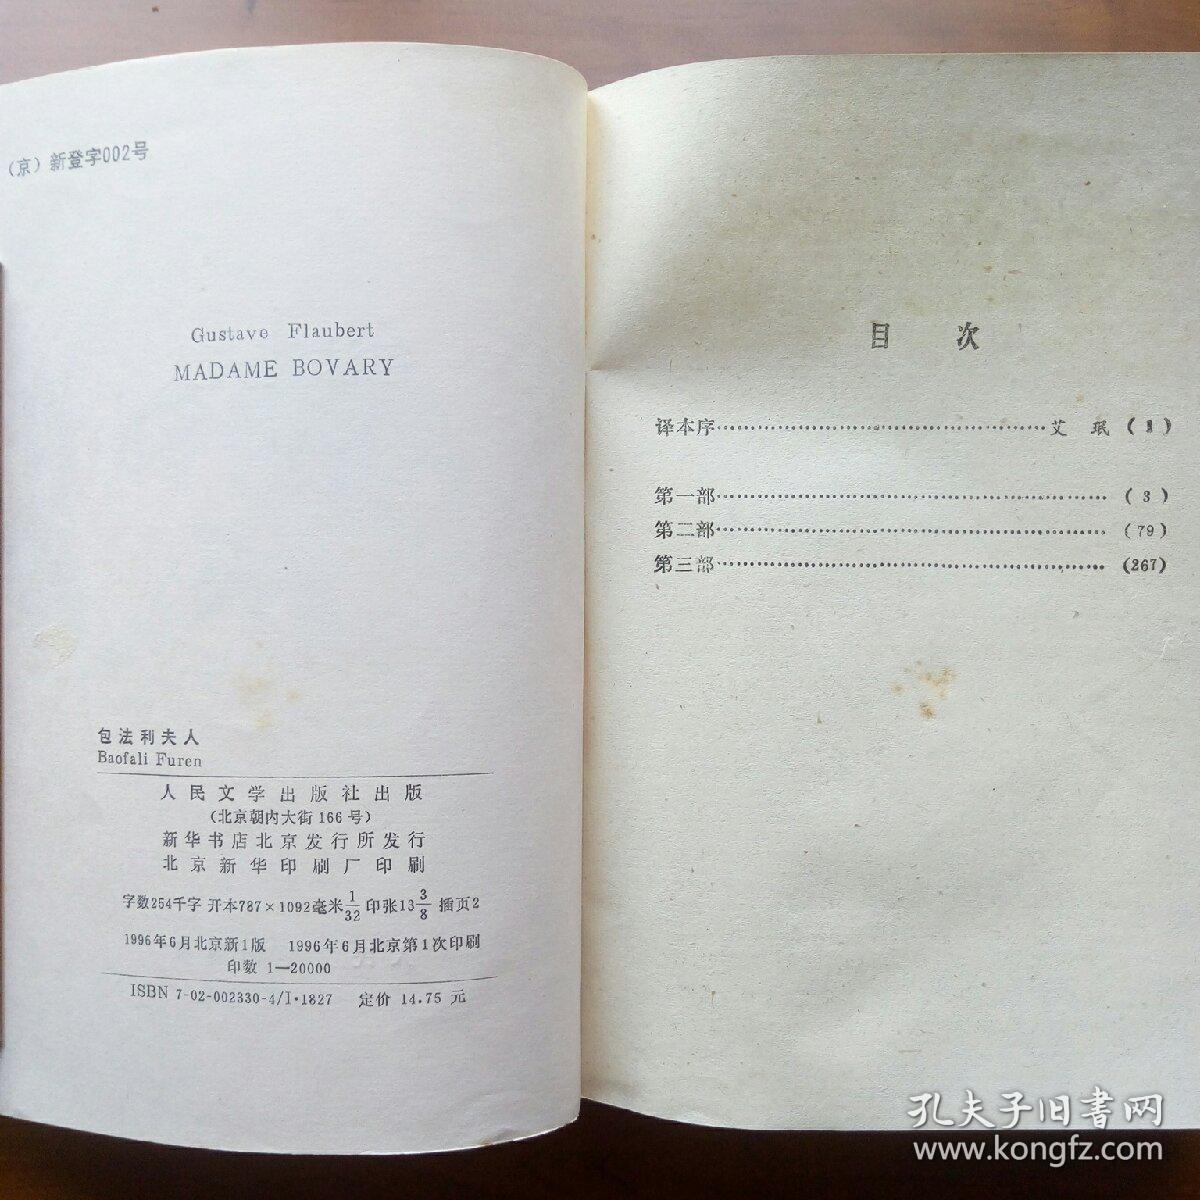 (京)新登字002号
Gustave Flaubert
MADAME BOVARY
包法利夫人
Baofali Furen
人民文学出版社出版
(北京朝内大街166号)
新华书店北京发行所发行
北京新华印刷厂印刷
字数254千字 开本787×1092毫米1/32 印张13 3/8 插页2
1996年6月北京新1版 1996年6月北京第1次印刷
印数 1—20000
ISBN 7-02-002330-4/I·1827 定价 14.75 元
目 次
译本序……………………………艾 珉 (1)
第一部…………………………………… (3)
第二部…………………………………… (79)
第三部…………………………………… (267)
孔夫子旧书网
www.kongfz.com